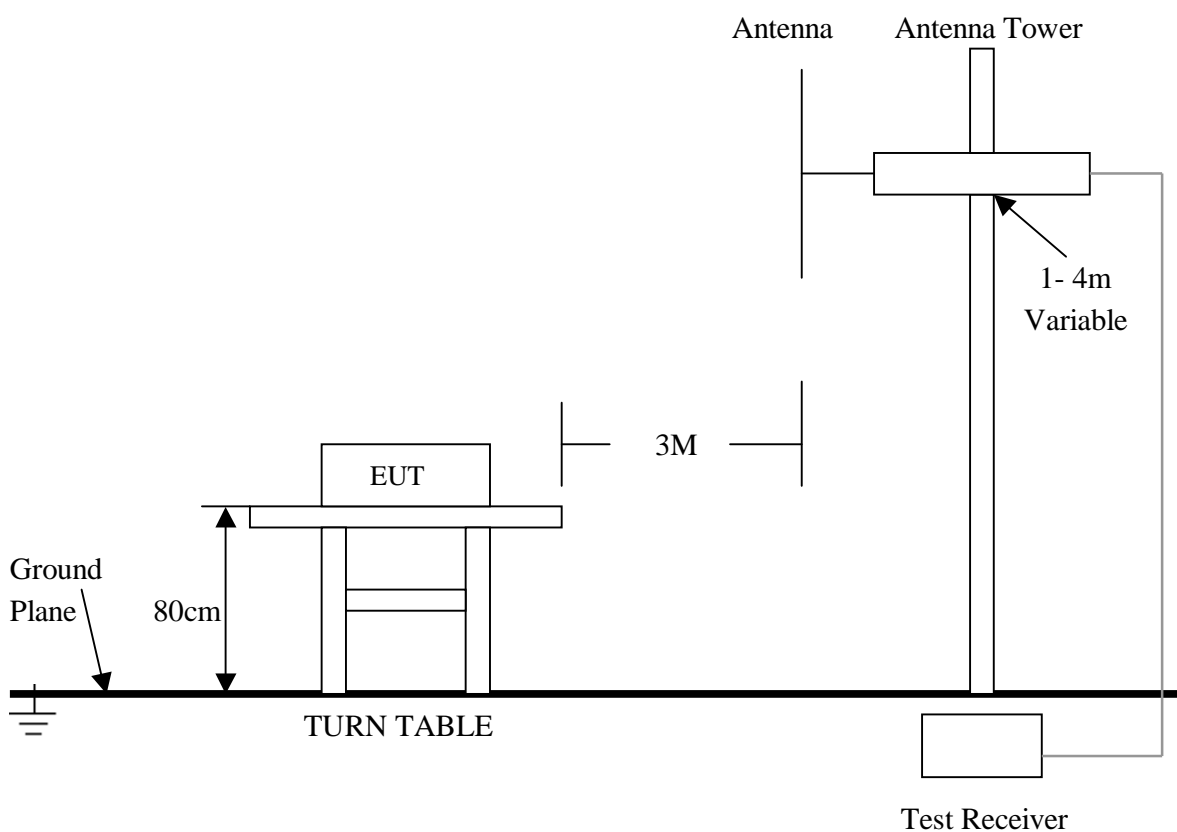 Antenna
Antenna Tower
1- 4m
Variable
3M
EUT
Ground
Plane
80cm
TURN TABLE
Test Receiver